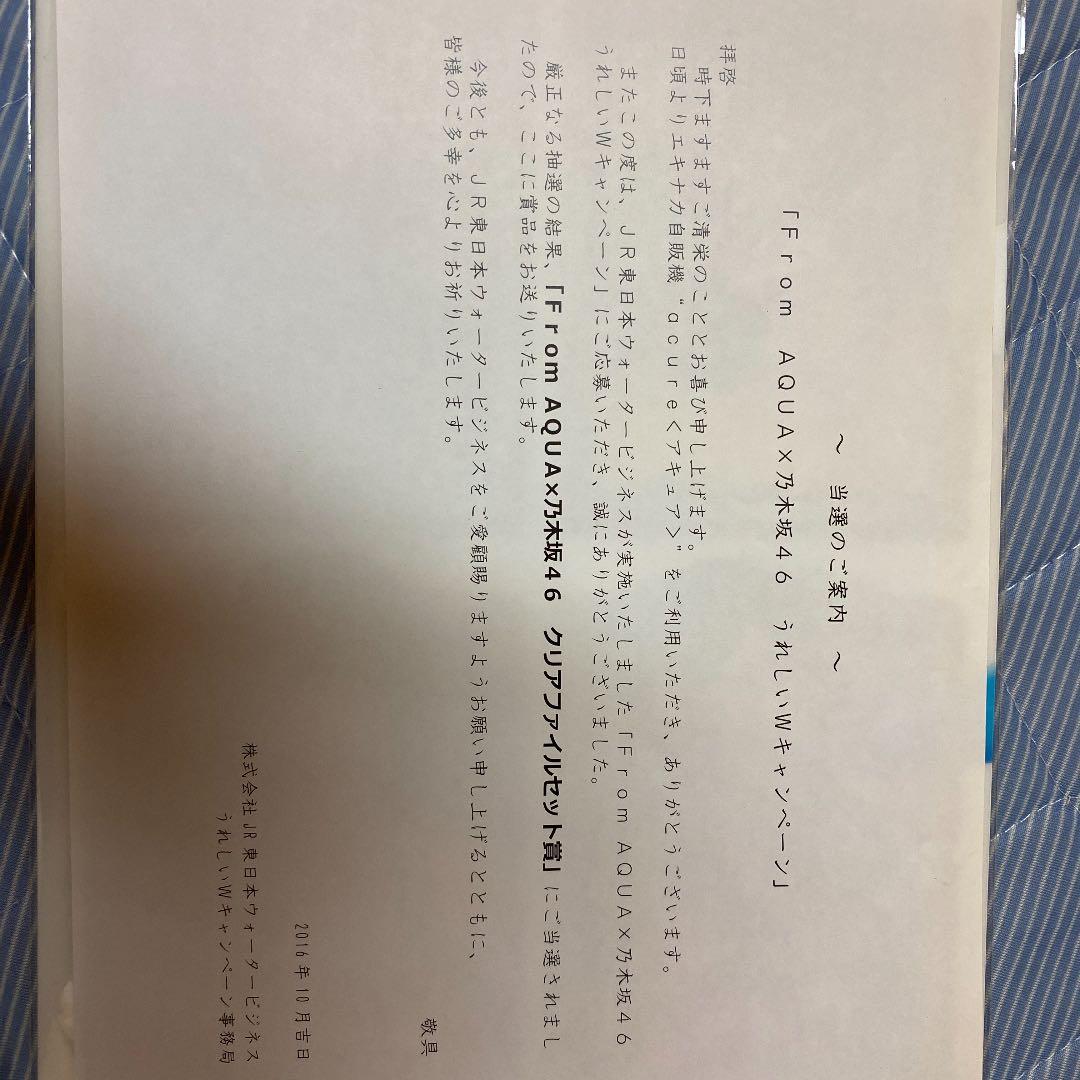 ～ 当選のご案内 ～
「From AQUA×乃木坂46 うれしいWキャンペーン」
拝啓
時下ますますご清栄のこととお喜び申し上げます。
日頃よりエキナカ自販機“acure＜アキュア＞”をご利用いただき、ありがとうございます。
またこの度は、JR東日本ウォータービジネスが実施いたしました「From AQUA×乃木坂46
うれしいWキャンペーン」にご応募いただき、誠にありがとうございました。
厳正なる抽選の結果、「From AQUA×乃木坂46 クリアファイルセット賞」にご当選されまし
たので、ここに賞品をお送りいたします。
今後とも、JR東日本ウォータービジネスをご愛顧賜りますようお願い申し上げるとともに、
皆様のご多幸を心よりお祈りいたします。
敬具
2016年10月吉日
株式会社JR東日本ウォータービジネス
うれしいWキャンペーン事務局